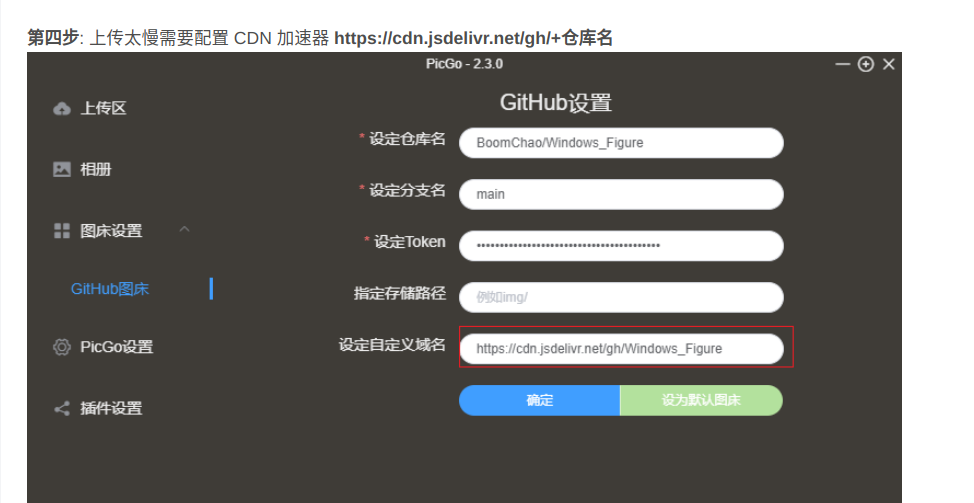 第四步: 上传太慢需要配置 CDN 加速器 https://cdn.jsdelivr.net/gh/+仓库名
PicGo - 2.3.0
上传区
相册
图床设置
GitHub图床
PicGo设置
插件设置
GitHub设置
* 设定仓库名 BoomChao/Windows_Figure
* 设定分支名 main
* 设定Token ••••••••••••••••••••••••••••••••••••••••
指定存储路径 例如img/
设定自定义域名 https://cdn.jsdelivr.net/gh/Windows_Figure
确定 设为默认图床